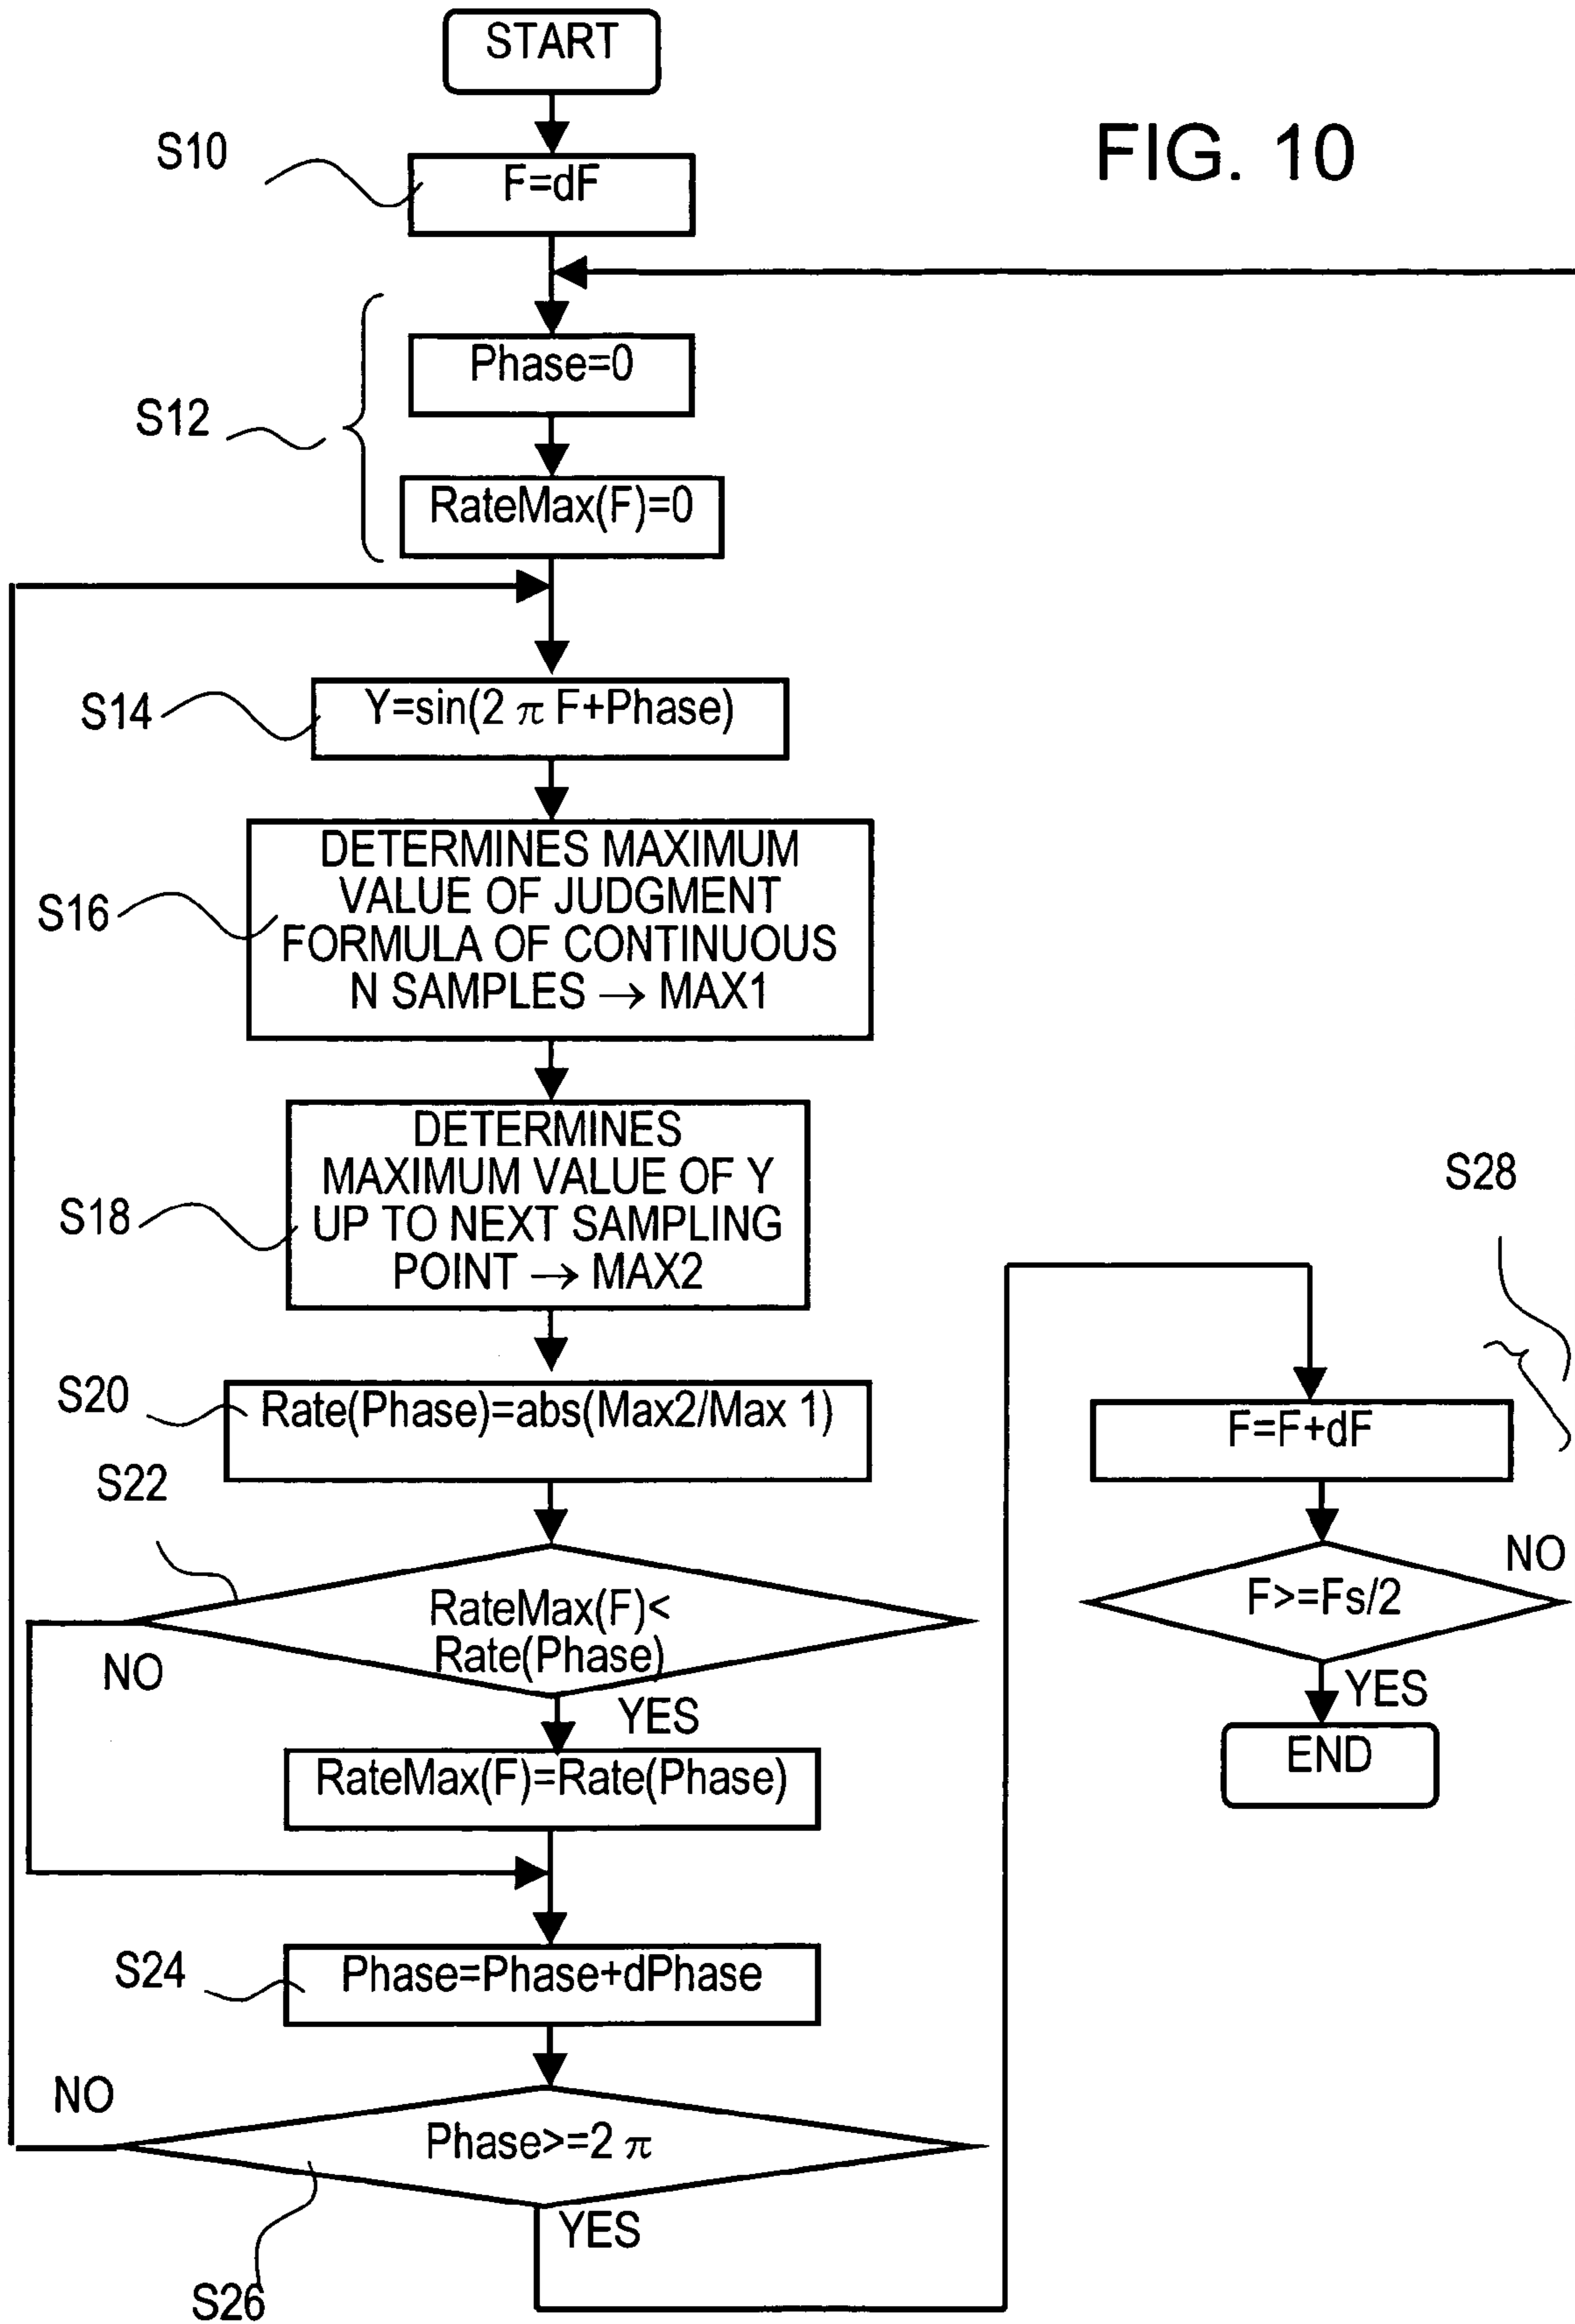 START
FIG. 10
S10
F=dF
Phase=0
S12
RateMax(F)=0
S14
Y=sin(2 π F+Phase)
S16
DETERMINES MAXIMUM
VALUE OF JUDGMENT
FORMULA OF CONTINUOUS
N SAMPLES → MAX1
S18
DETERMINES
MAXIMUM VALUE OF Y
UP TO NEXT SAMPLING
POINT → MAX2
S20
Rate(Phase)=abs(Max2/Max 1)
S22
RateMax(F)<
Rate(Phase)
NO
YES
RateMax(F)=Rate(Phase)
S24
Phase=Phase+dPhase
NO
Phase>=2 π
YES
S26
S28
F=F+dF
NO
F>=Fs/2
YES
END